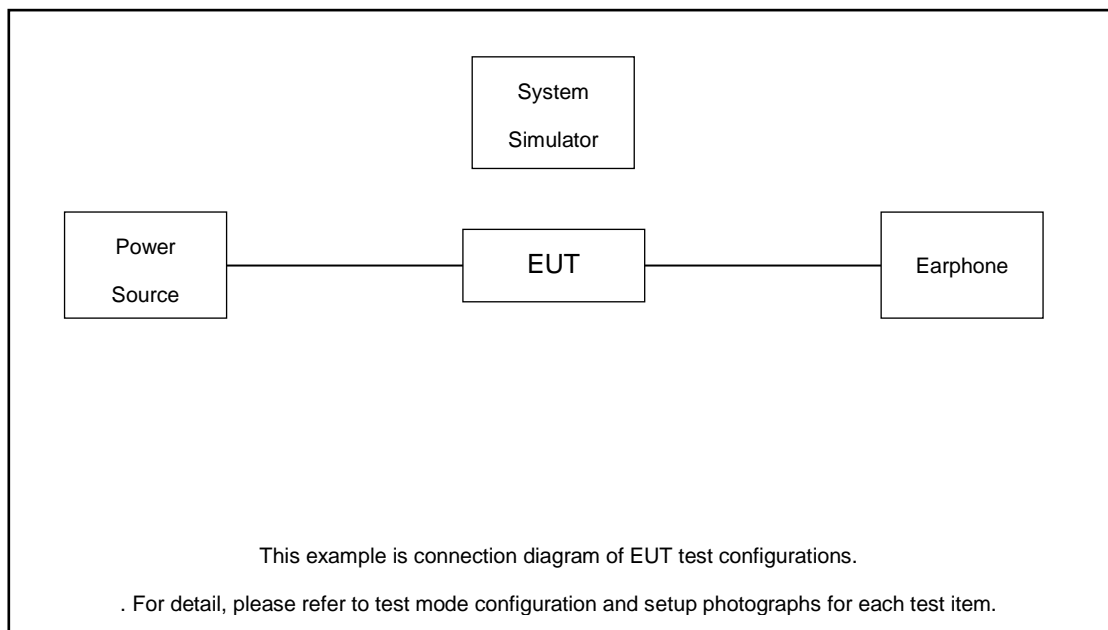 System
Simulator
Power
Source
EUT
Earphone
This example is connection diagram of EUT test configurations.
. For detail, please refer to test mode configuration and setup photographs for each test item.